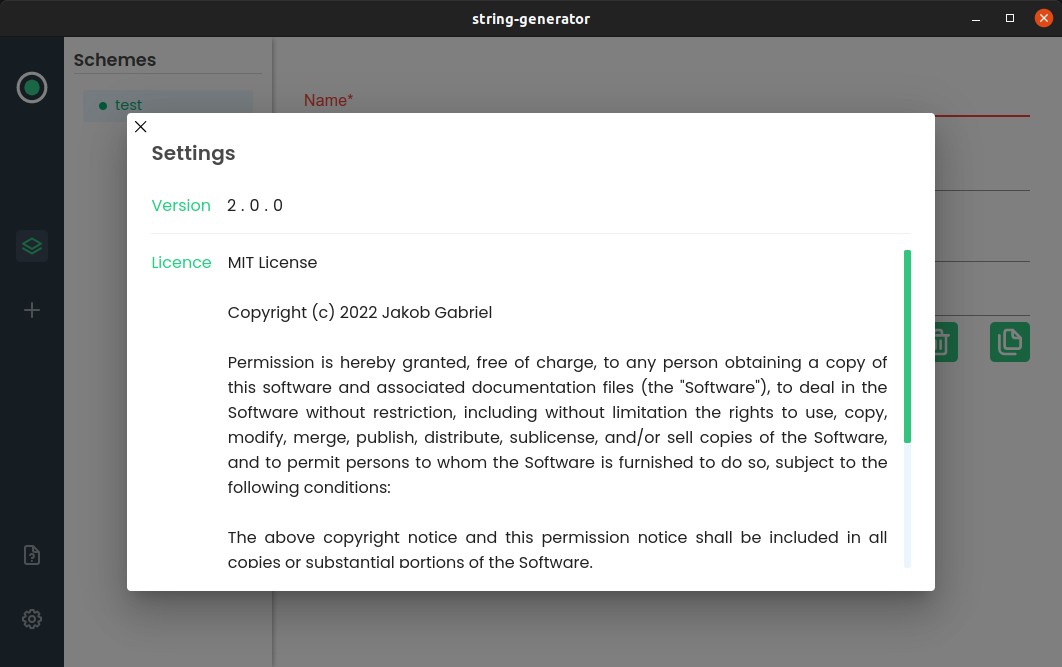 string-generator
Schemes
test
Name*
Settings
Version 2 . 0 . 0
Licence MIT License
Copyright (c) 2022 Jakob Gabriel
Permission is hereby granted, free of charge, to any person obtaining a copy of
this software and associated documentation files (the "Software"), to deal in the
Software without restriction, including without limitation the rights to use, copy,
modify, merge, publish, distribute, sublicense, and/or sell copies of the Software,
and to permit persons to whom the Software is furnished to do so, subject to the
following conditions:
The above copyright notice and this permission notice shall be included in all
copies or substantial portions of the Software.